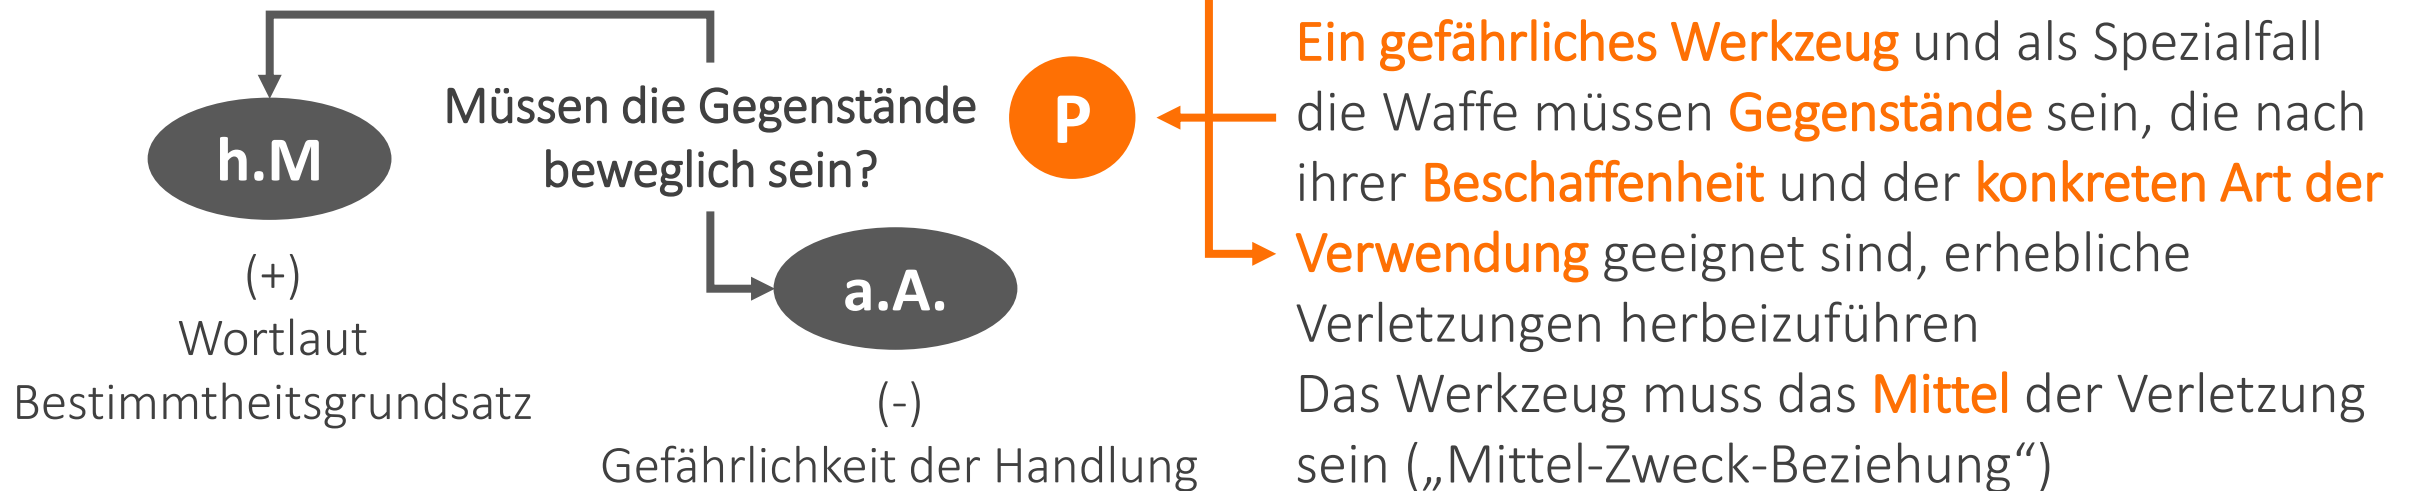 Müssen die Gegenstände
beweglich sein?
P
h.M
(+)
Wortlaut
Bestimmtheitsgrundsatz
a.A.
(-)
Gefährlichkeit der Handlung
Ein gefährliches Werkzeug und als Spezialfall
die Waffe müssen Gegenstände sein, die nach
ihrer Beschaffenheit und der konkreten Art der
Verwendung geeignet sind, erhebliche
Verletzungen herbeizuführen
Das Werkzeug muss das Mittel der Verletzung
sein („Mittel-Zweck-Beziehung“)